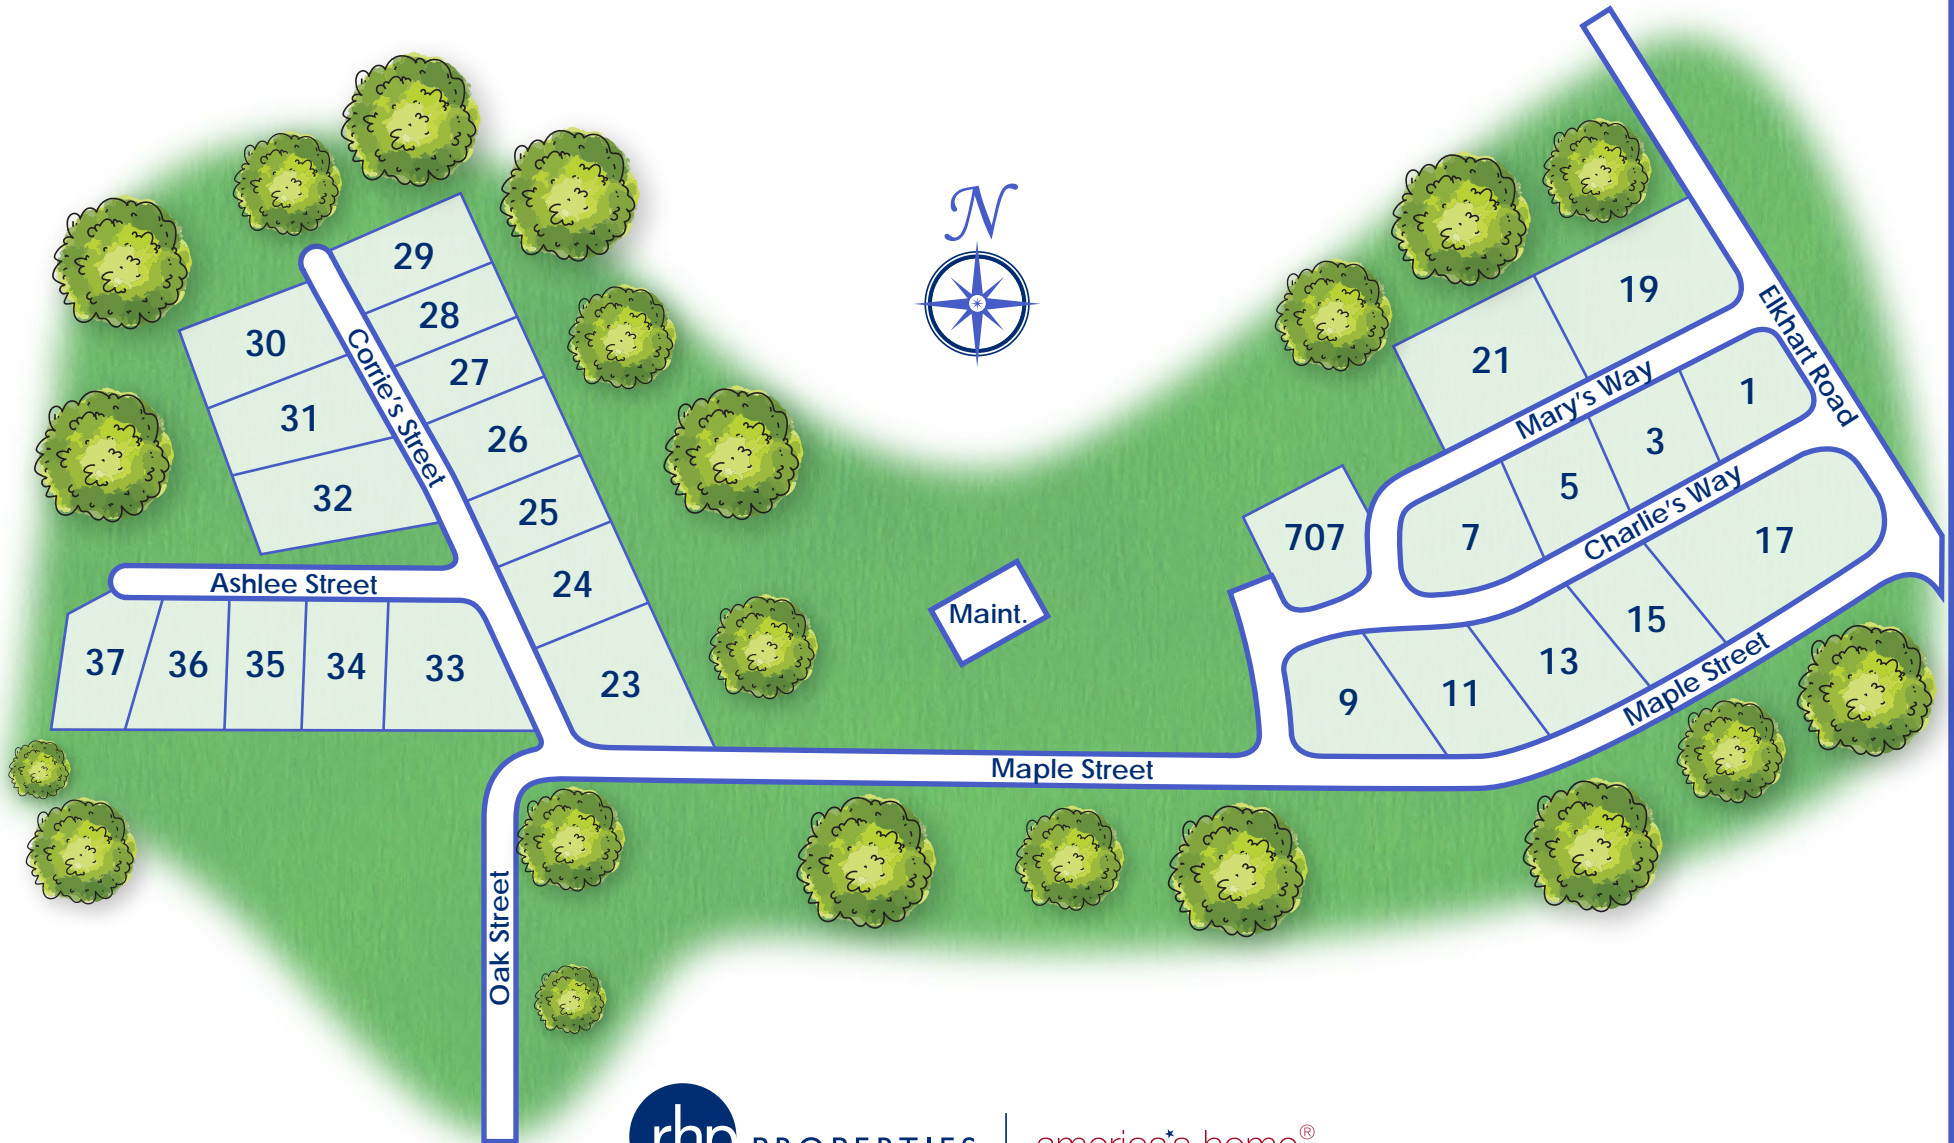 N
29
28
27
26
25
24
23
30
31
32
Corrie's Street
Ashlee Street
37
36
35
34
33
Oak Street
Maple Street
Maint.
707
21
19
Mary's Way
Elkhart Road
1
3
5
7
Charlie's Way
17
15
13
11
9
Maple Street
rhp PROPERTIES | america's home®